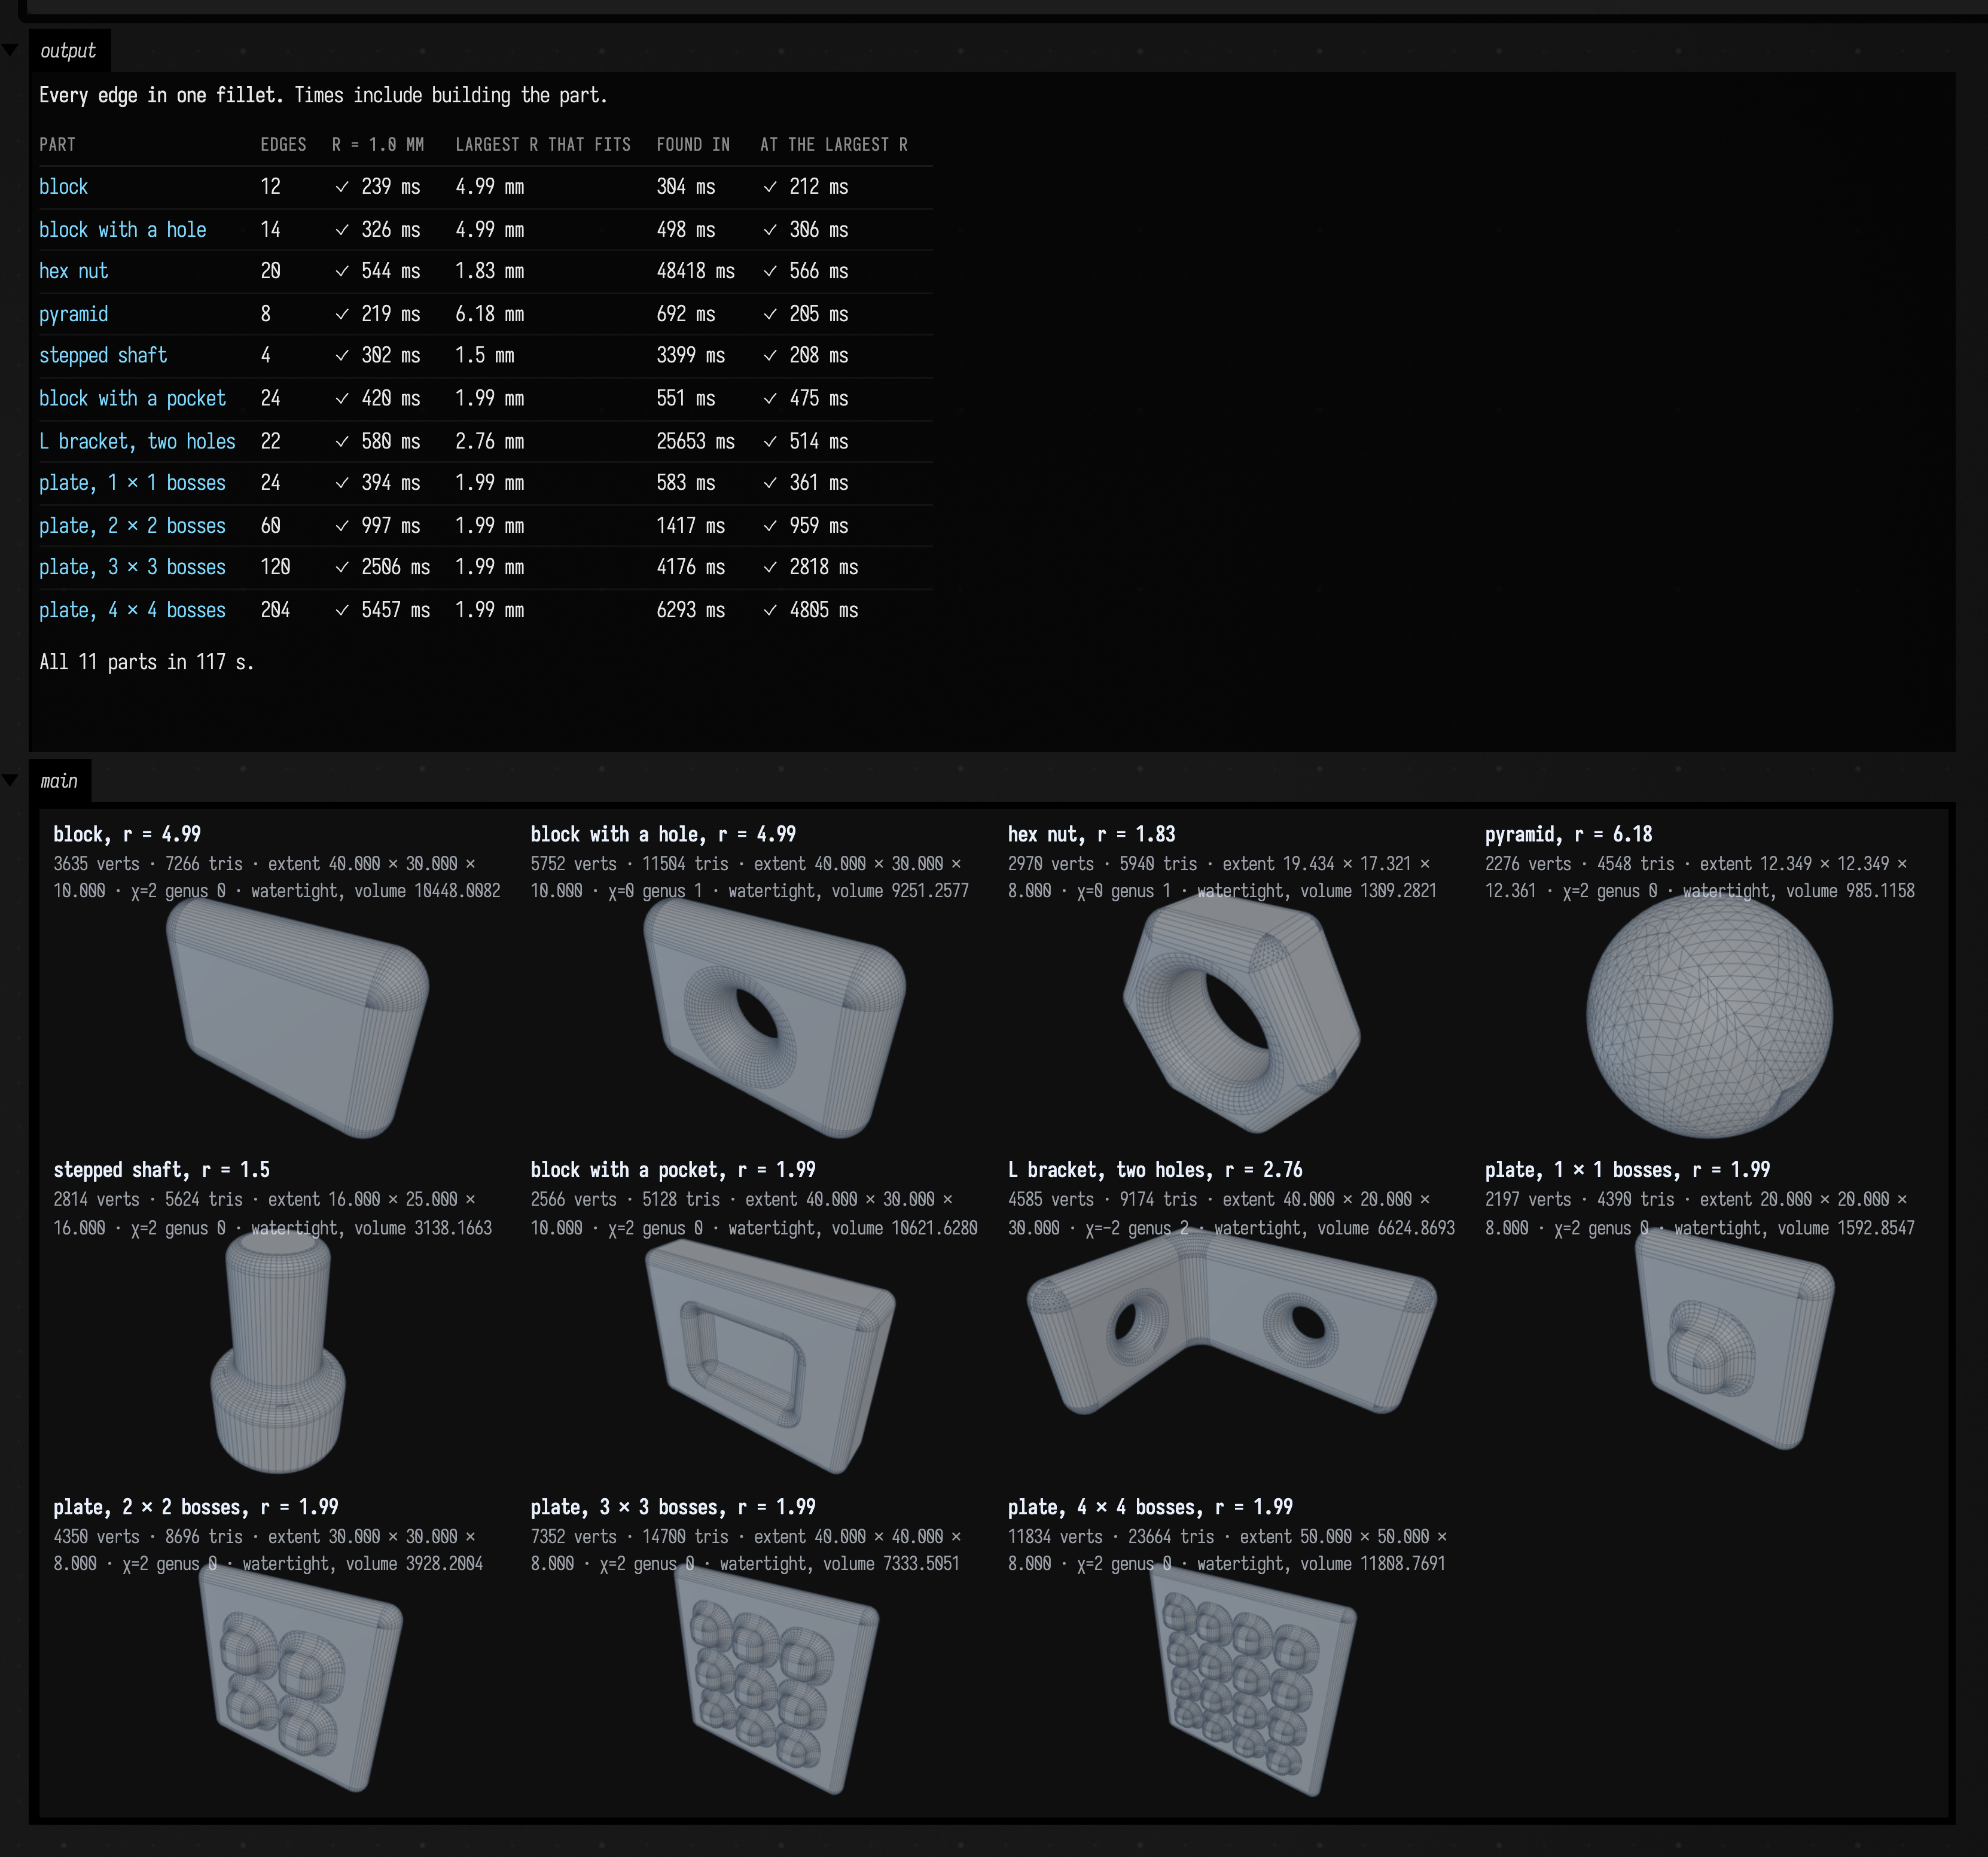 output
Every edge in one fillet. Times include building the part.
PART EDGES R = 1.0 MM LARGEST R THAT FITS FOUND IN AT THE LARGEST R
block 12 ✓ 239 ms 4.99 mm 304 ms ✓ 212 ms
block with a hole 14 ✓ 326 ms 4.99 mm 498 ms ✓ 306 ms
hex nut 20 ✓ 544 ms 1.83 mm 48418 ms ✓ 566 ms
pyramid 8 ✓ 219 ms 6.18 mm 692 ms ✓ 205 ms
stepped shaft 4 ✓ 302 ms 1.5 mm 3399 ms ✓ 208 ms
block with a pocket 24 ✓ 420 ms 1.99 mm 551 ms ✓ 475 ms
L bracket, two holes 22 ✓ 580 ms 2.76 mm 25653 ms ✓ 514 ms
plate, 1 × 1 bosses 24 ✓ 394 ms 1.99 mm 583 ms ✓ 361 ms
plate, 2 × 2 bosses 60 ✓ 997 ms 1.99 mm 1417 ms ✓ 959 ms
plate, 3 × 3 bosses 120 ✓ 2506 ms 1.99 mm 4176 ms ✓ 2818 ms
plate, 4 × 4 bosses 204 ✓ 5457 ms 1.99 mm 6293 ms ✓ 4805 ms
All 11 parts in 117 s.
main
block, r = 4.99
3635 verts · 7266 tris · extent 40.000 × 30.000 ×
10.000 · χ=2 genus 0 · watertight, volume 10448.0082
block with a hole, r = 4.99
5752 verts · 11504 tris · extent 40.000 × 30.000 ×
10.000 · χ=0 genus 1 · watertight, volume 9251.2577
hex nut, r = 1.83
2970 verts · 5940 tris · extent 19.434 × 17.321 ×
8.000 · χ=0 genus 1 · watertight, volume 1309.2821
pyramid, r = 6.18
2276 verts · 4548 tris · extent 12.349 × 12.349 ×
12.361 · χ=2 genus 0 · watertight, volume 985.1158
stepped shaft, r = 1.5
2814 verts · 5624 tris · extent 16.000 × 25.000 ×
16.000 · χ=2 genus 0 · watertight, volume 3138.1663
block with a pocket, r = 1.99
2566 verts · 5128 tris · extent 40.000 × 30.000 ×
10.000 · χ=2 genus 0 · watertight, volume 10621.6280
L bracket, two holes, r = 2.76
4585 verts · 9174 tris · extent 40.000 × 20.000 ×
30.000 · χ=-2 genus 2 · watertight, volume 6624.8693
plate, 1 × 1 bosses, r = 1.99
2197 verts · 4390 tris · extent 20.000 × 20.000 ×
8.000 · χ=2 genus 0 · watertight, volume 1592.8547
plate, 2 × 2 bosses, r = 1.99
4350 verts · 8696 tris · extent 30.000 × 30.000 ×
8.000 · χ=2 genus 0 · watertight, volume 3928.2004
plate, 3 × 3 bosses, r = 1.99
7352 verts · 14700 tris · extent 40.000 × 40.000 ×
8.000 · χ=2 genus 0 · watertight, volume 7333.5051
plate, 4 × 4 bosses, r = 1.99
11834 verts · 23664 tris · extent 50.000 × 50.000 ×
8.000 · χ=2 genus 0 · watertight, volume 11808.7691